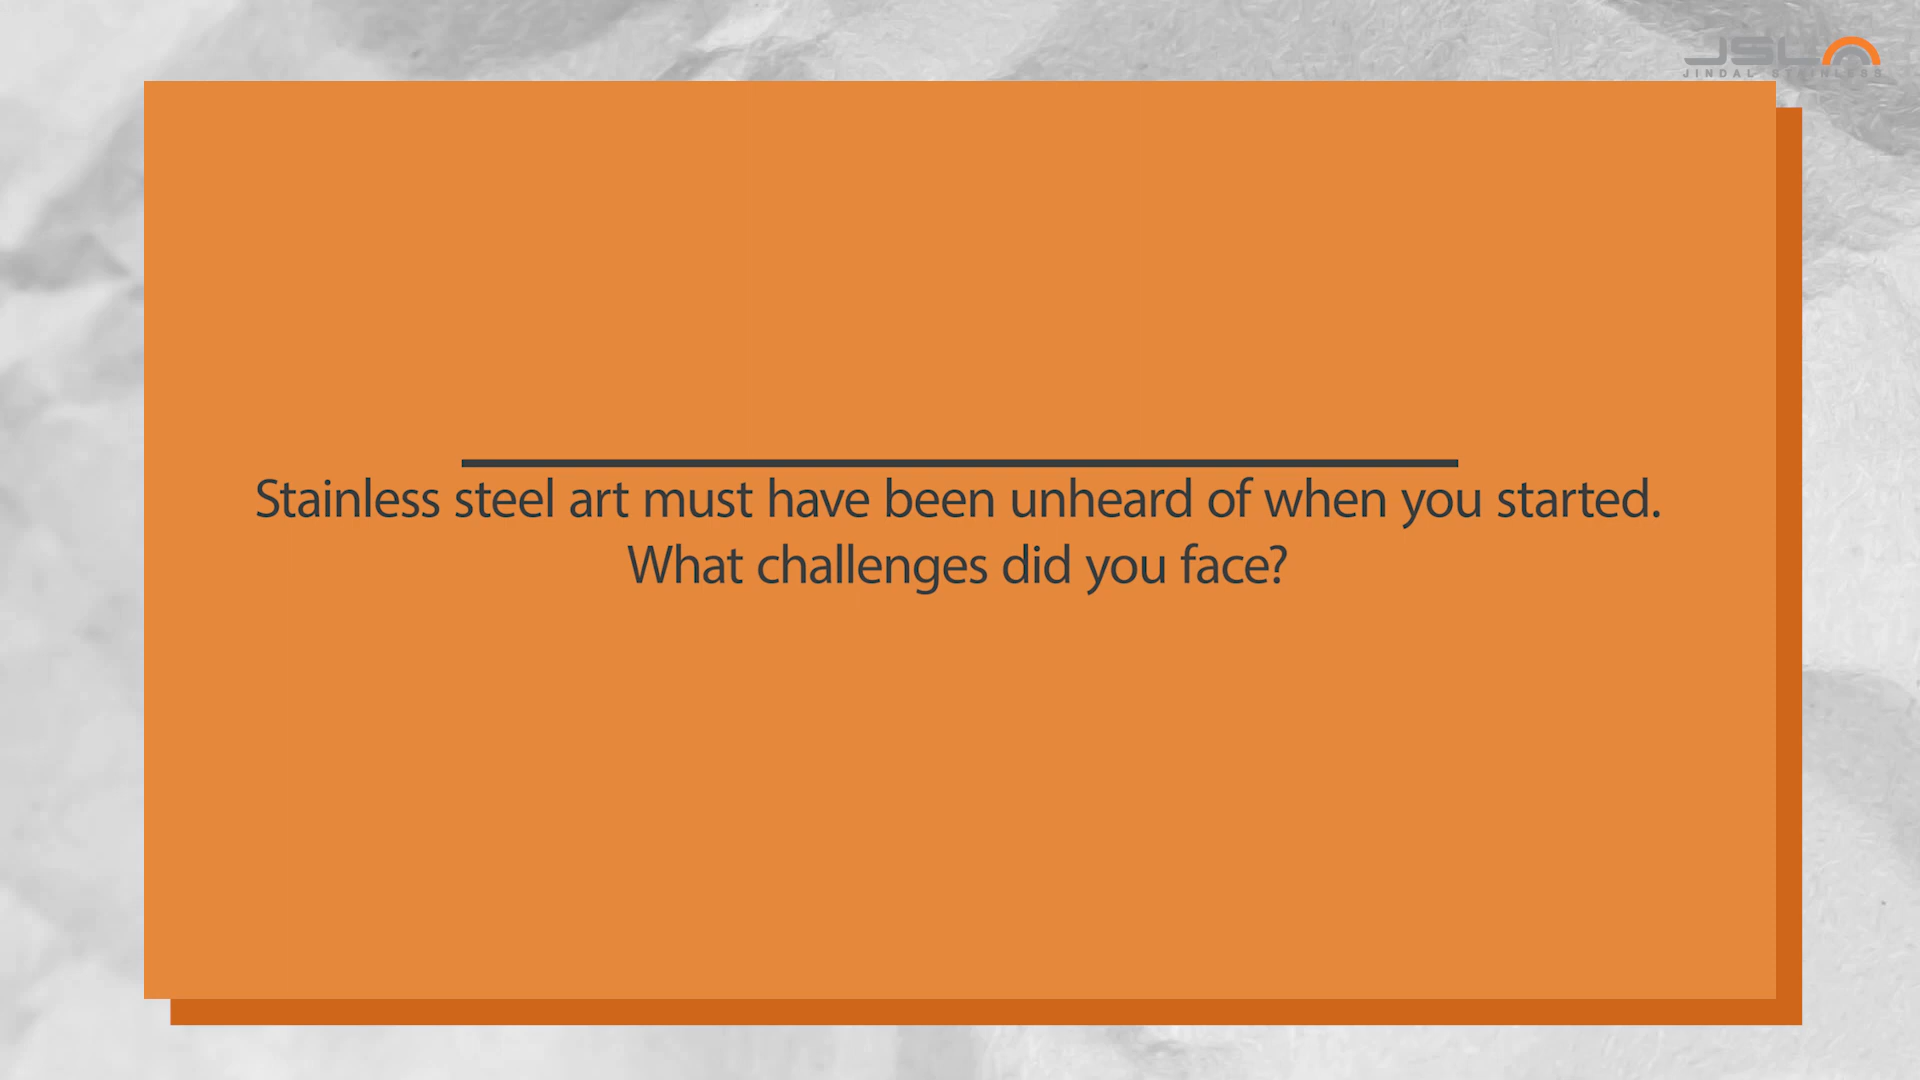 JSL
JINDAL STAINLESS
Stainless steel art must have been unheard of when you started.
What challenges did you face?